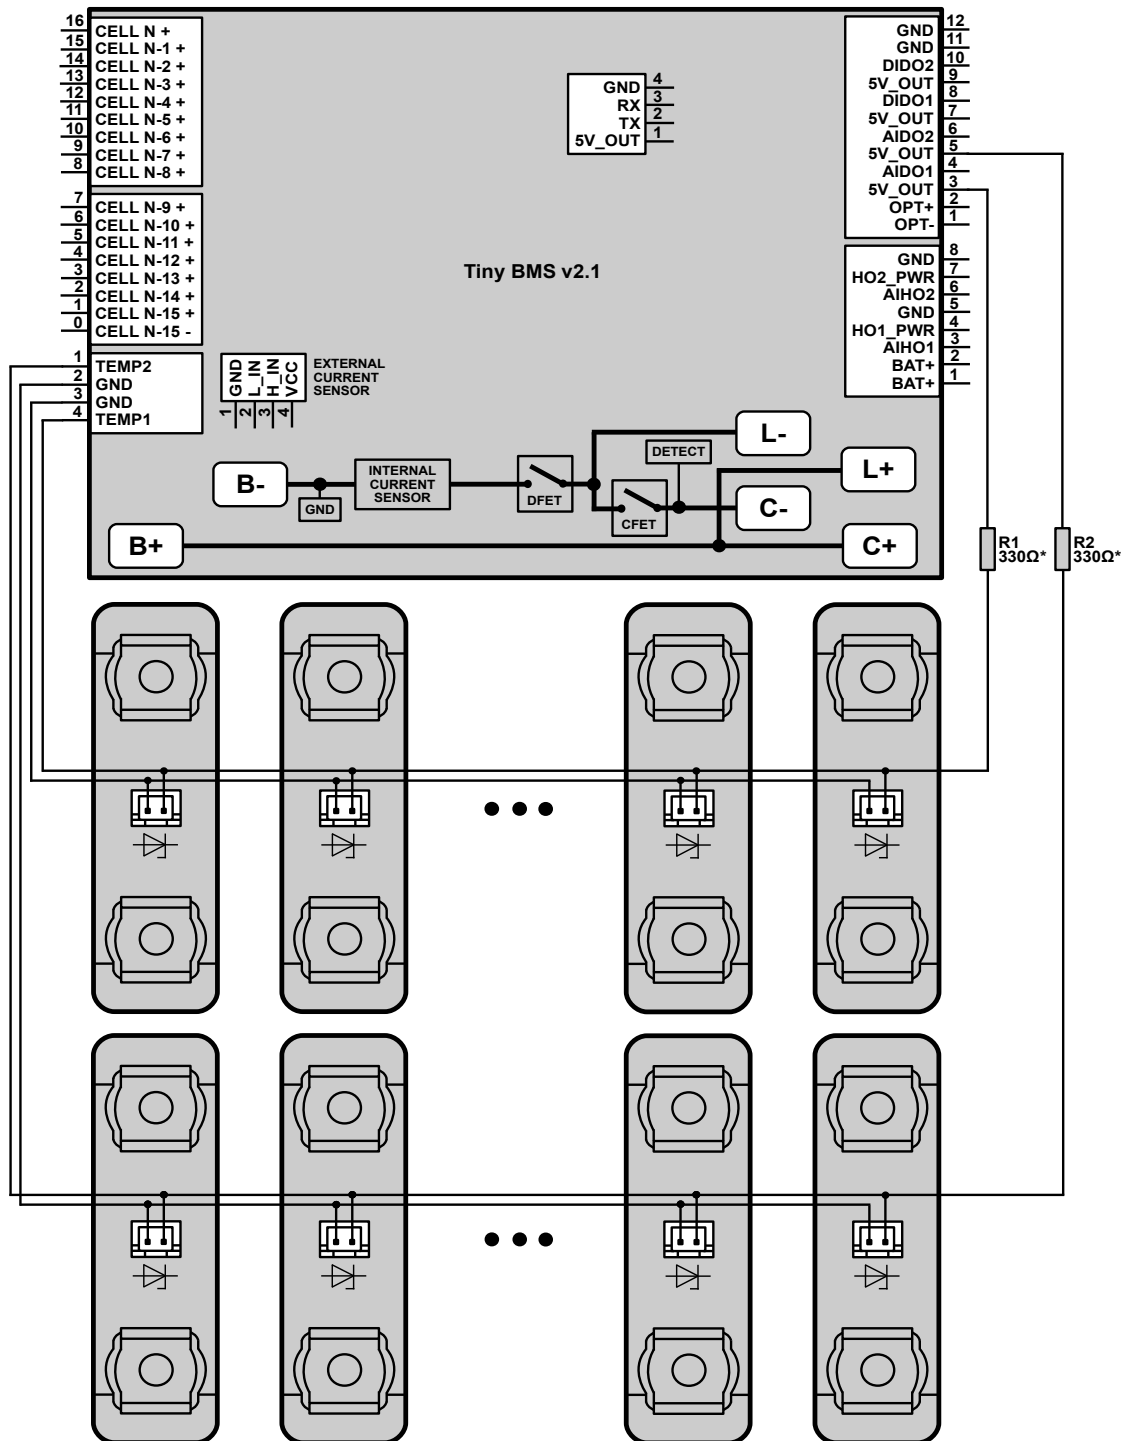 16 CELL N +
15 CELL N-1 +
14 CELL N-2 +
13 CELL N-3 +
12 CELL N-4 +
11 CELL N-5 +
10 CELL N-6 +
9 CELL N-7 +
8 CELL N-8 +
7 CELL N-9 +
6 CELL N-10 +
5 CELL N-11 +
4 CELL N-12 +
3 CELL N-13 +
2 CELL N-14 +
1 CELL N-15 +
0 CELL N-15 -
1 TEMP2
2 GND
3 GND
4 TEMP1
GND 4
RX 3
TX 2
5V_OUT 1
GND 12
GND 11
DIDO2 10
5V_OUT 9
DIDO1 8
5V_OUT 7
AIDO2 6
5V_OUT 5
AIDO1 4
5V_OUT 3
OPT+ 2
OPT- 1
GND 8
HO2_PWR 7
AIHO2 6
GND 5
HO1_PWR 4
AIHO1 3
BAT+ 2
BAT+ 1
Tiny BMS v2.1
1 GND
2 L_IN
3 H_IN
4 VCC
EXTERNAL
CURRENT
SENSOR
B-
GND
INTERNAL
CURRENT
SENSOR
DFET
CFET
DETECT
L-
L+
C-
B+
C+
R1
330Ω*
R2
330Ω*